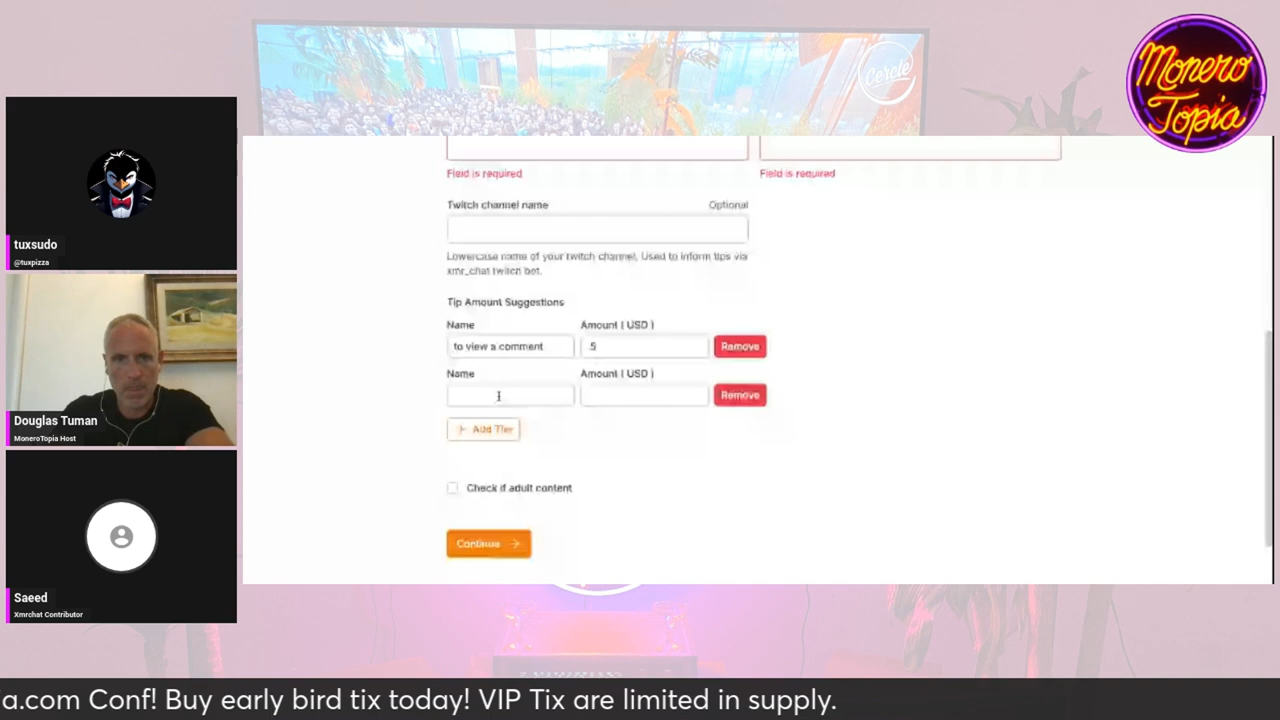 Cercle
Monero
Topia
tuxsudo
@tuxpizza
Douglas Tuman
MoneroTopia Host
Saeed
Xmrchat Contributor
Field is required
Field is required
Twitch channel name
Optional
Lowercase name of your twitch channel, Used to inform tips via
xmr_chat twitch bot.
Tip Amount Suggestions
Name
Amount ( USD )
to view a comment
.5
Remove
Name
Amount ( USD )
Remove
+ Add Tier
Check if adult content
Continue →
a.com Conf! Buy early bird tix today! VIP Tix are limited in supply.